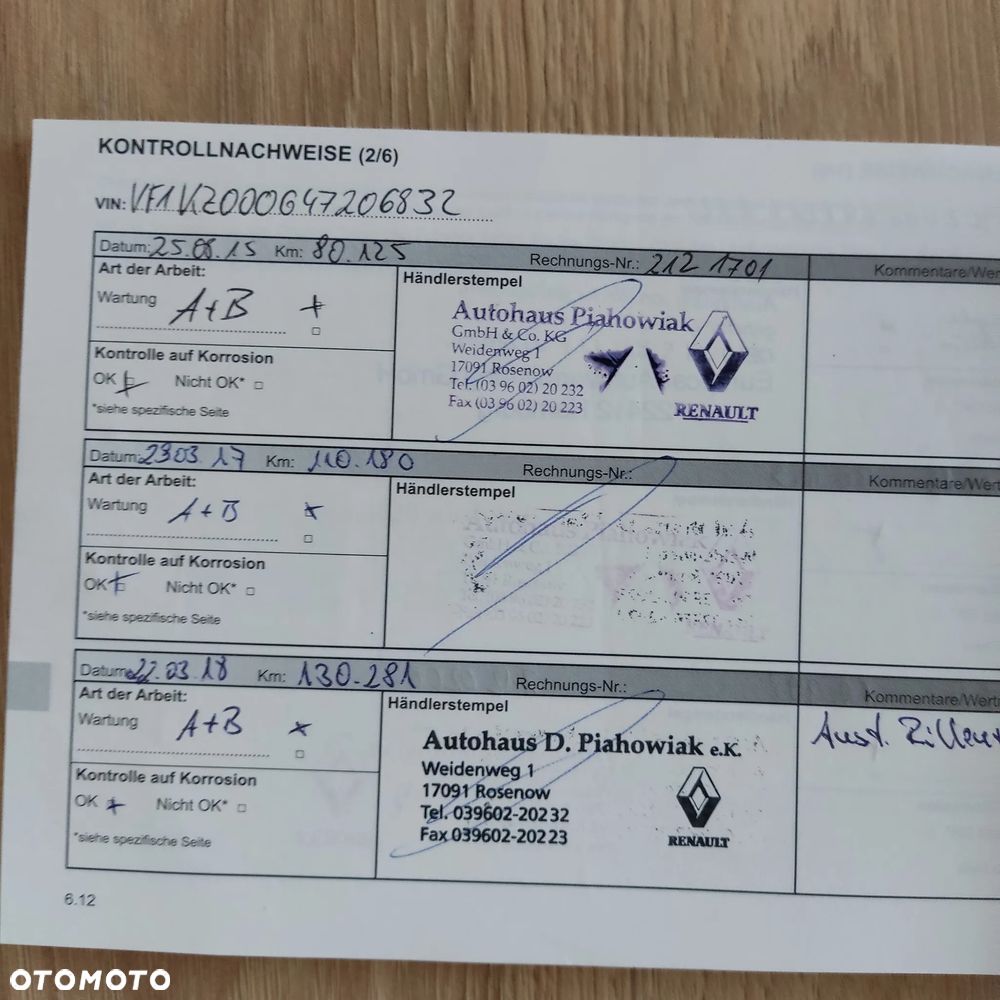 KONTROLLNACHWEISE (2/6)
VIN: VF1VZ000G47206832
Datum: 25.08.15 Km: 80.125 Rechnungs-Nr.: 212 1701 Kommentare/Wer
Art der Arbeit:
Wartung A+B
Kontrolle auf Korrosion
OK Nicht OK*
*siehe spezifische Seite
Händlerstempel
Autohaus Piahowiak
GmbH & Co. KG
Weidenweg 1
17091 Rosenow
Tel. (03 96 02) 20 232
Fax (03 96 02) 20 223
RENAULT
Datum: 23 03. 17 Km: 110.180 Rechnungs-Nr.: Kommentare/Wert
Art der Arbeit:
Wartung A+B
Kontrolle auf Korrosion
OK Nicht OK*
*siehe spezifische Seite
Händlerstempel
Autohaus Piahowiak
RENAULT
Datum: 22.03.18 Km: 130.281 Rechnungs-Nr.: Kommentare/Wert
Art der Arbeit:
Wartung A+B
Kontrolle auf Korrosion
OK Nicht OK*
*siehe spezifische Seite
Händlerstempel
Autohaus D. Piahowiak e.K.
Weidenweg 1
17091 Rosenow
Tel. 039602-20232
Fax 039602-20223
RENAULT
6.12
OTOMOTO